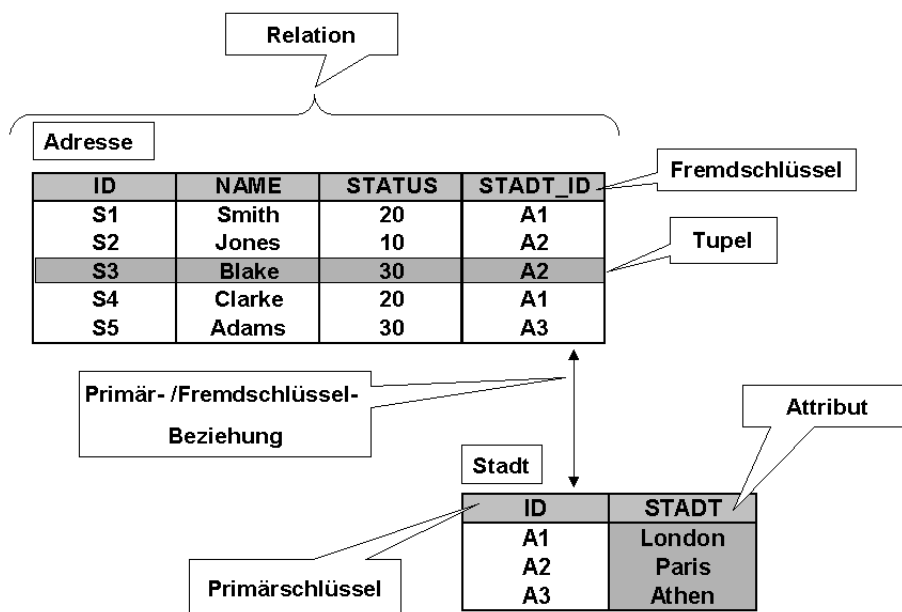 Relation
Adresse
Fremdschlüssel
ID NAME STATUS STADT_ID
S1 Smith 20 A1
S2 Jones 10 A2
Tupel
S3 Blake 30 A2
S4 Clarke 20 A1
S5 Adams 30 A3
Primär- /Fremdschlüssel-
Beziehung
Attribut
Stadt
ID STADT
A1 London
A2 Paris
A3 Athen
Primärschlüssel